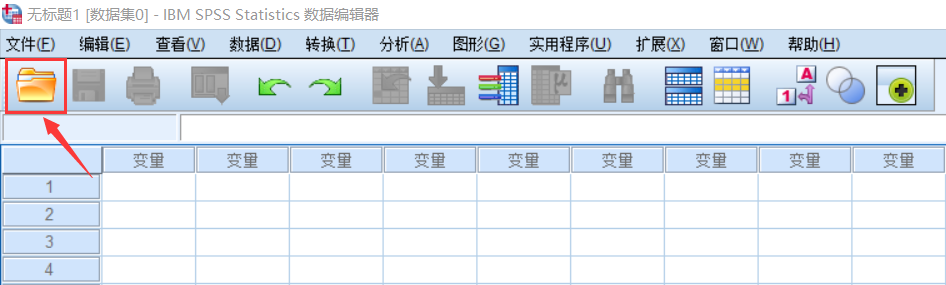 无标题1 [数据集0] - IBM SPSS Statistics 数据编辑器
文件(F) 编辑(E) 查看(V) 数据(D) 转换(T) 分析(A) 图形(G) 实用程序(U) 扩展(X) 窗口(W) 帮助(H)
A
1
变量 变量 变量 变量 变量 变量 变量 变量 变量
1
2
3
4